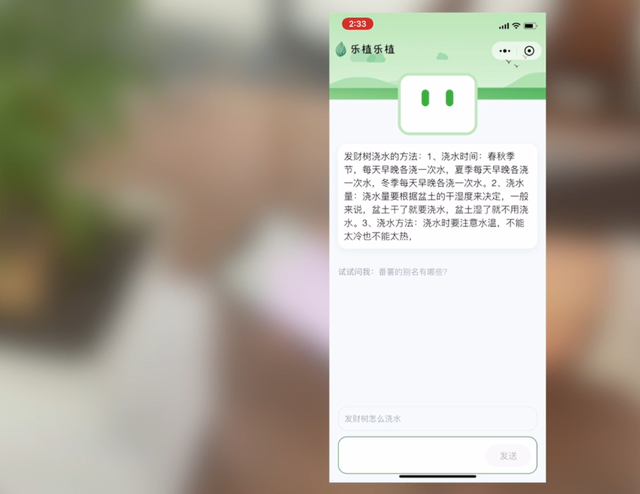 2:33
乐植乐植
发财树浇水的方法：1、浇水时间：春秋季
节，每天早晚各浇一次水，夏季每天早晚各浇
一次水，冬季每天早晚各浇一次水。2、浇水
量：浇水量要根据盆土的干湿度来决定，一般
来说，盆土干了就要浇水，盆土湿了就不用浇
水。3、浇水方法：浇水时要注意水温，不能
太冷也不能太热，
试试问我：番薯的别名有哪些？
发财树怎么浇水
发送